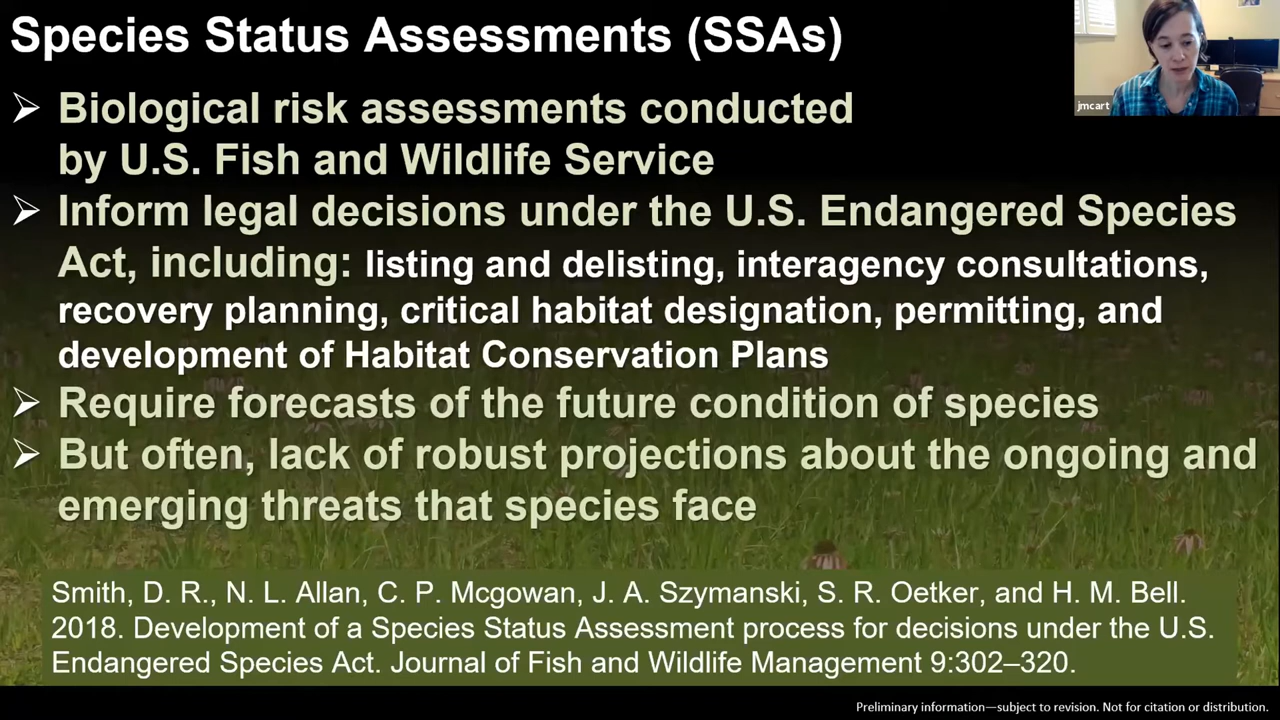 Species Status Assessments (SSAs)
jmcart
➢ Biological risk assessments conducted
by U.S. Fish and Wildlife Service
➢ Inform legal decisions under the U.S. Endangered Species
Act, including: listing and delisting, interagency consultations,
recovery planning, critical habitat designation, permitting, and
development of Habitat Conservation Plans
➢ Require forecasts of the future condition of species
➢ But often, lack of robust projections about the ongoing and
emerging threats that species face
Smith, D. R., N. L. Allan, C. P. Mcgowan, J. A. Szymanski, S. R. Oetker, and H. M. Bell.
2018. Development of a Species Status Assessment process for decisions under the U.S.
Endangered Species Act. Journal of Fish and Wildlife Management 9:302–320.
Preliminary information—subject to revision. Not for citation or distribution.